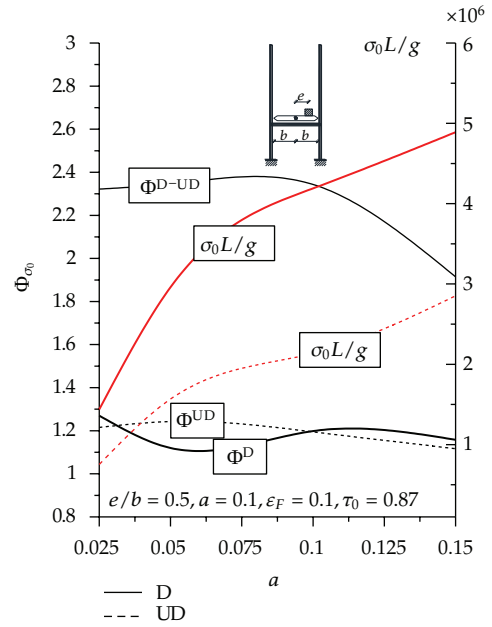 ×10⁶
σ₀L/g
3 6
2.8
2.6 5
2.4 4
2.2
2 3
1.8
1.6 2
1.4
1.2 1
1
0.8 0
Φσ₀
e
b b
Φᴰ⁻ᵁᴰ
σ₀L/g
σ₀L/g
Φᵁᴰ
Φᴰ
e/b = 0.5, a = 0.1, εF = 0.1, τ₀ = 0.87
0.025 0.05 0.075 0.1 0.125 0.15
a
D
UD